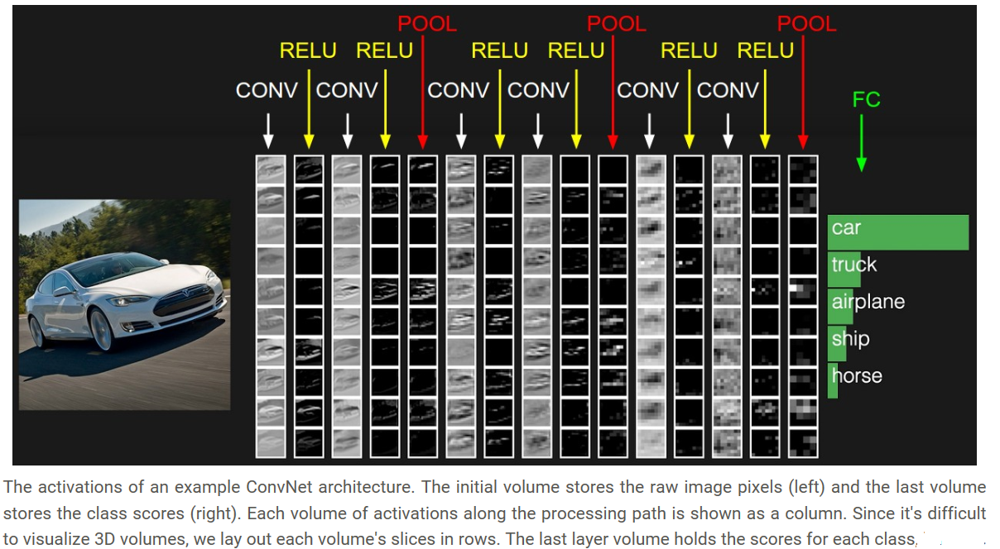 POOL POOL POOL
RELU RELU RELU RELU RELU RELU
CONV CONV CONV CONV CONV CONV
FC
car
truck
airplane
ship
horse
The activations of an example ConvNet architecture. The initial volume stores the raw image pixels (left) and the last volume
stores the class scores (right). Each volume of activations along the processing path is shown as a column. Since it's difficult
to visualize 3D volumes, we lay out each volume's slices in rows. The last layer volume holds the scores for each class,